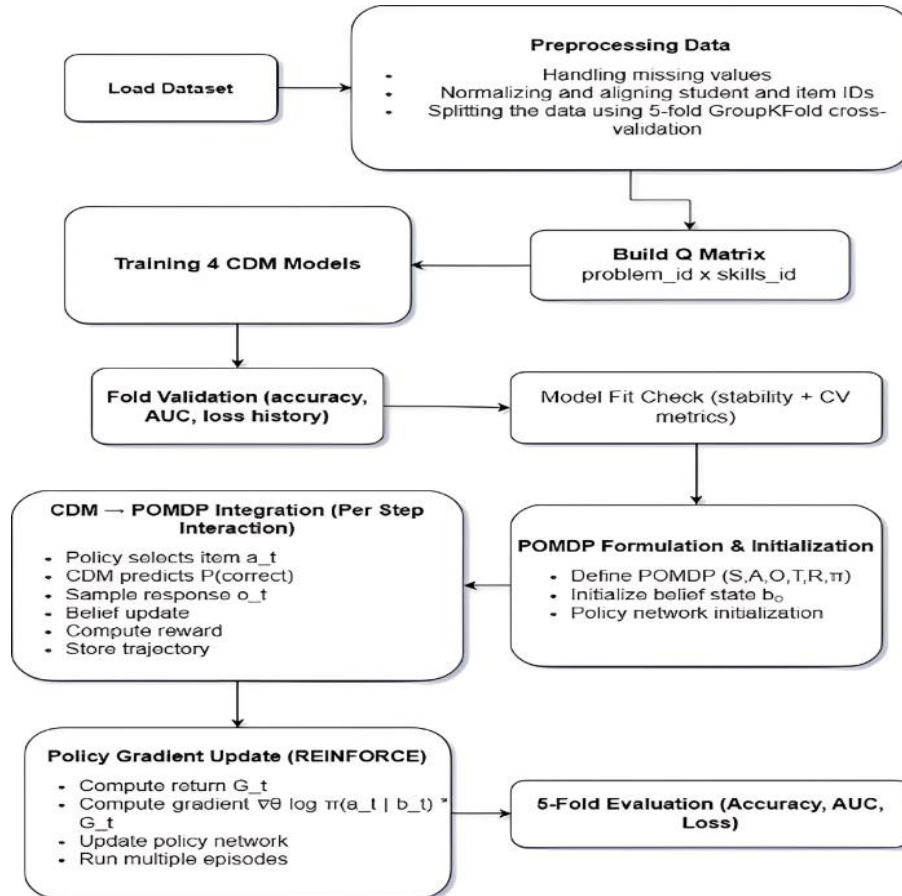 Load Dataset
Preprocessing Data
• Handling missing values
• Normalizing and aligning student and item IDs
• Splitting the data using 5-fold GroupKFold cross-
validation
Build Q Matrix
problem_id x skills_id
Training 4 CDM Models
Fold Validation (accuracy,
AUC, loss history)
Model Fit Check (stability + CV
metrics)
POMDP Formulation & Initialization
• Define POMDP (S,A,O,T,R,π)
• Initialize belief state b₀
• Policy network initialization
CDM → POMDP Integration (Per Step
Interaction)
• Policy selects item a_t
• CDM predicts P(correct)
• Sample response o_t
• Belief update
• Compute reward
• Store trajectory
Policy Gradient Update (REINFORCE)
• Compute return G_t
• Compute gradient ∇θ log π(a_t | b_t) *
G_t
• Update policy network
• Run multiple episodes
5-Fold Evaluation (Accuracy, AUC,
Loss)